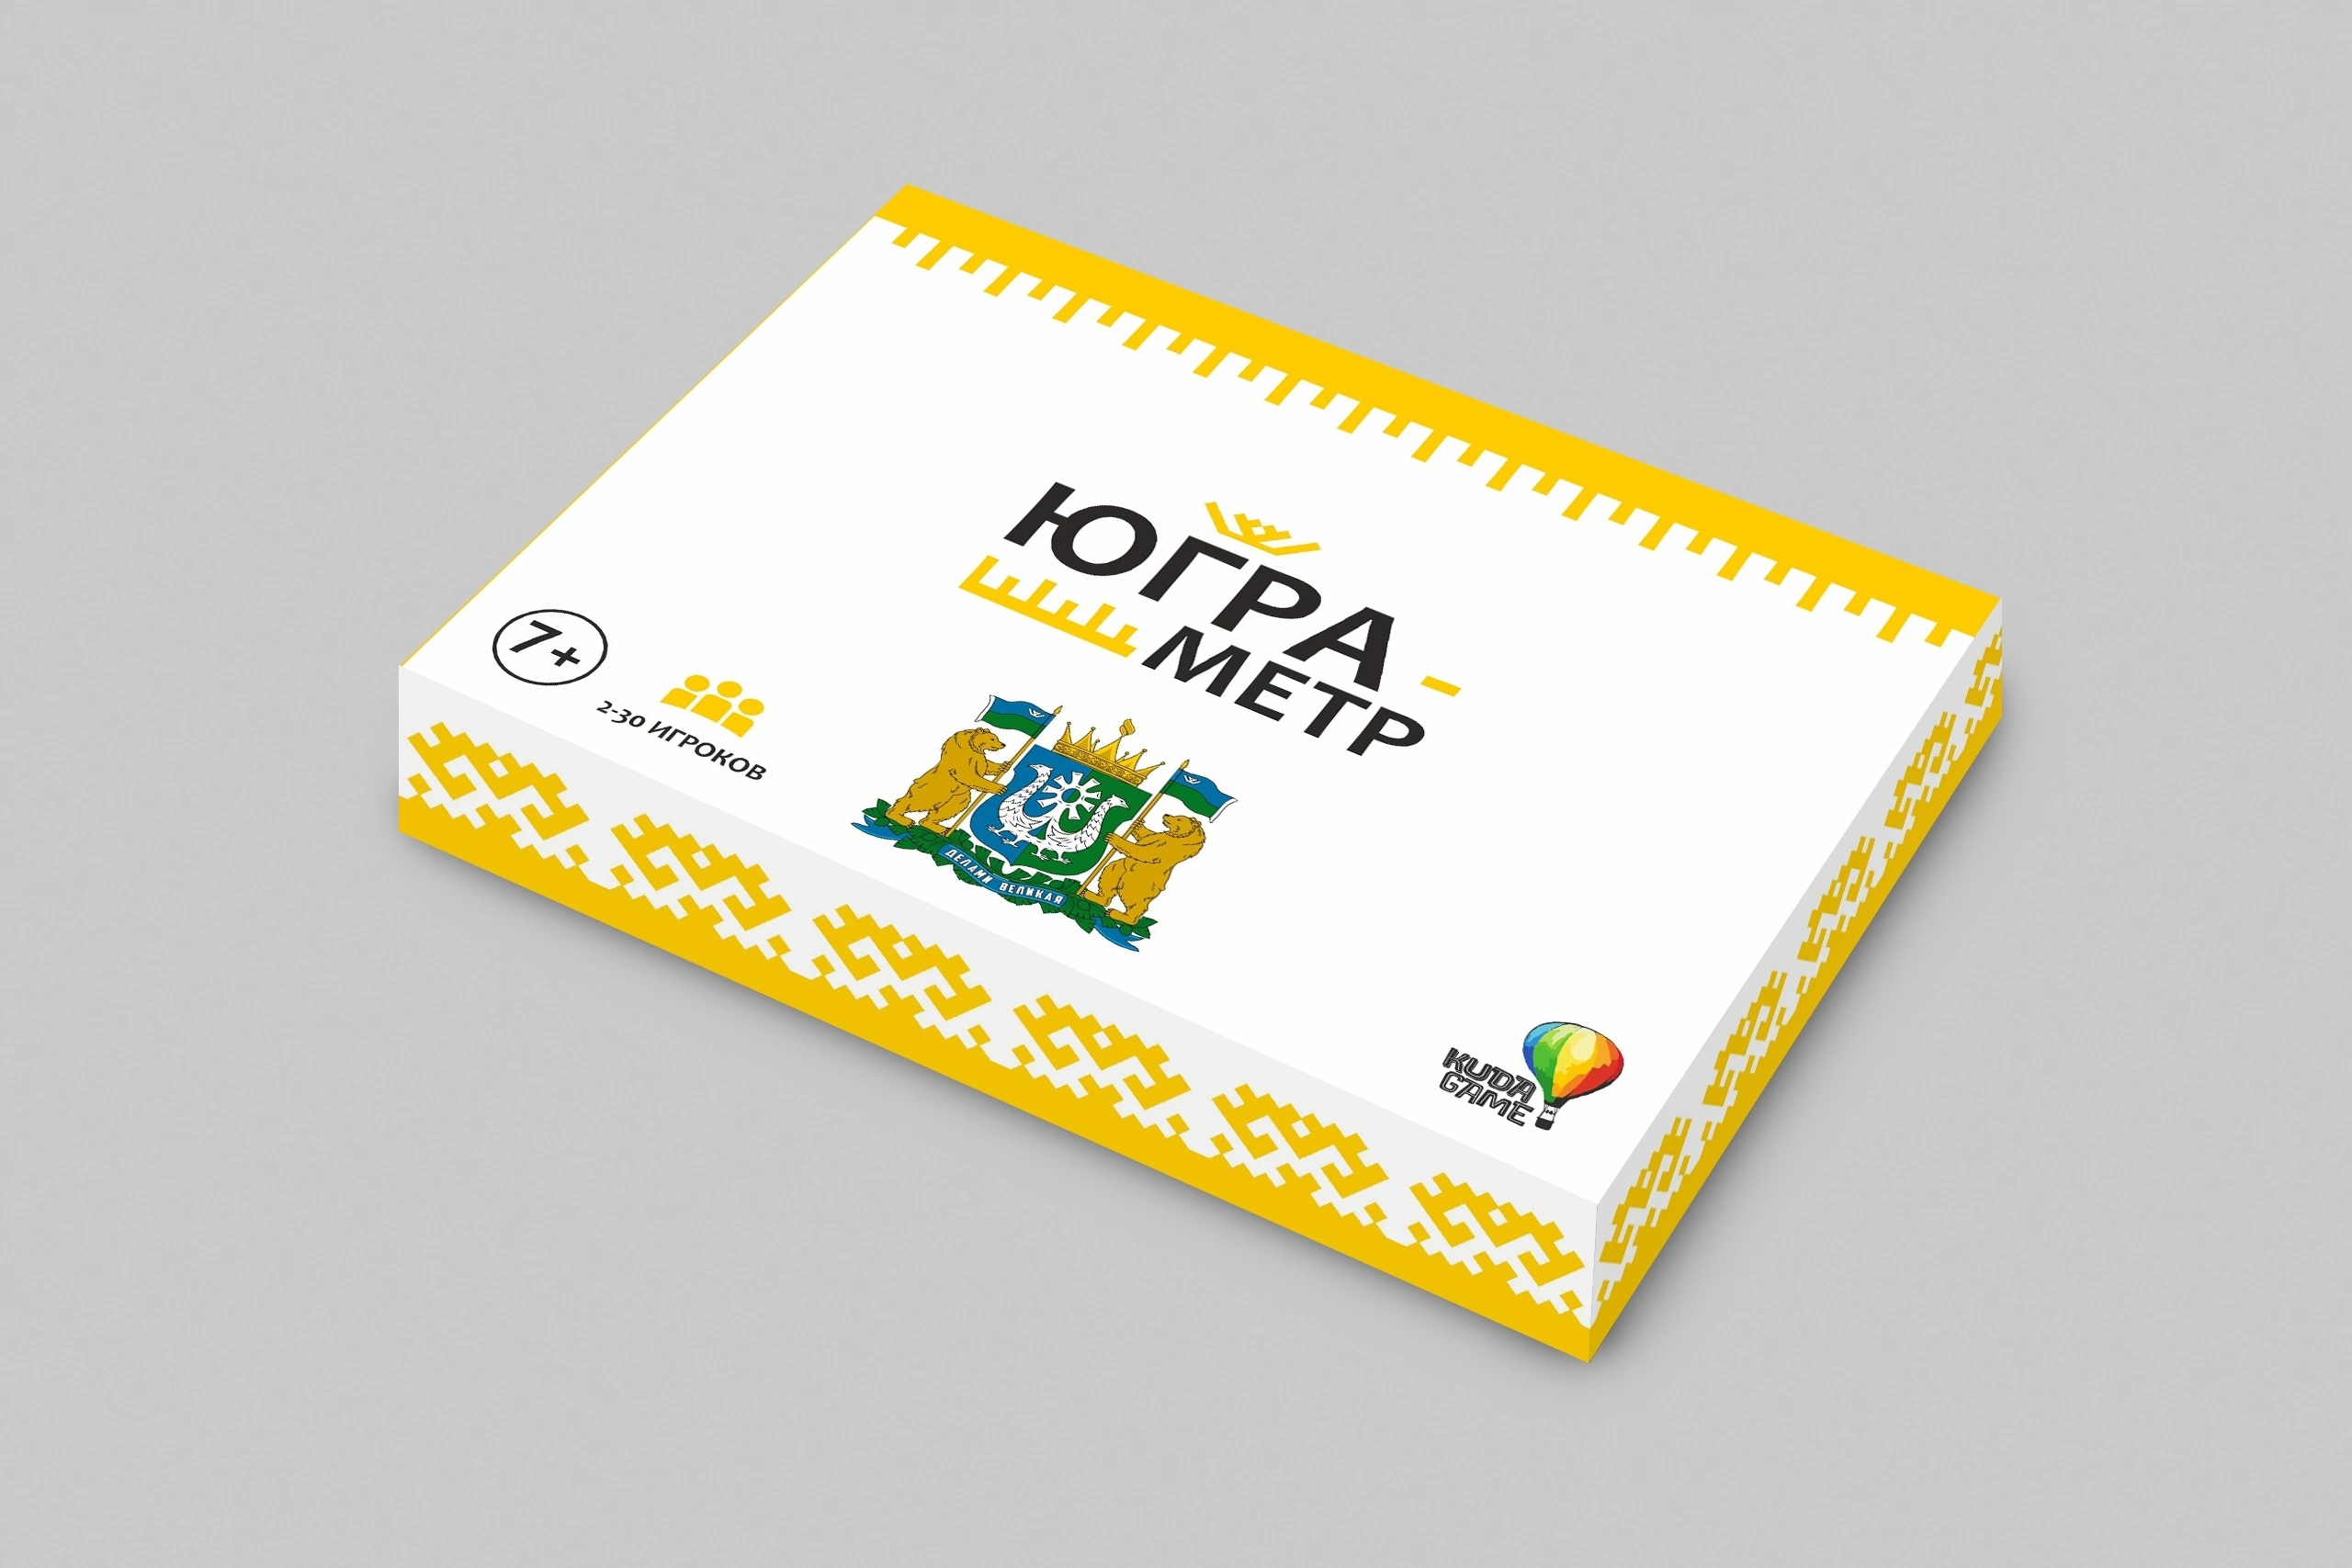 ЮГРА -
МЕТР
7+
2-30 ИГРОКОВ
ДЕЛАМИ ВЕЛИКАЯ
KUDA
GAME